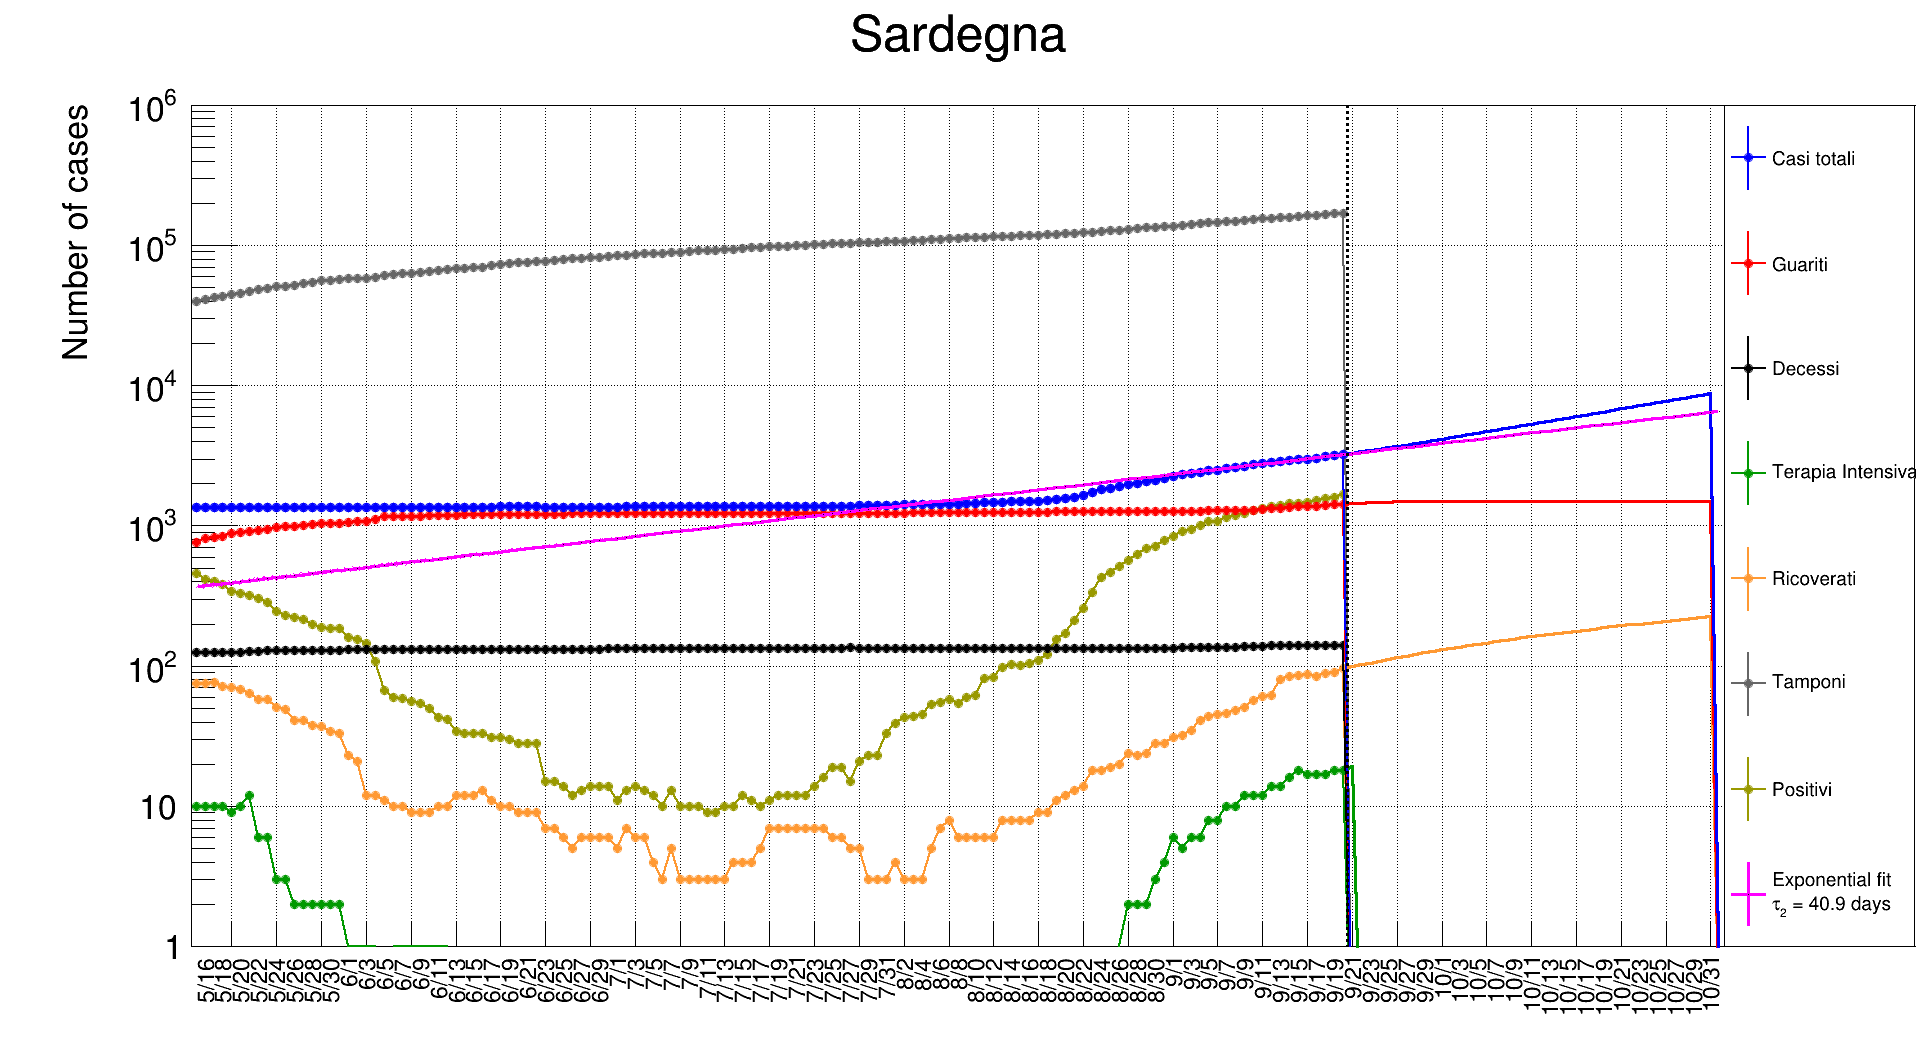 Sardegna
Number of cases
10^6
10^5
10^4
10^3
10^2
10
1
5/16 5/18 5/20 5/22 5/24 5/26 5/28 5/30 6/1 6/3 6/5 6/7 6/9 6/11 6/13 6/15 6/17 6/19 6/21 6/23 6/25 6/27 6/29 7/1 7/3 7/5 7/7 7/9 7/11 7/13 7/15 7/17 7/19 7/21 7/23 7/25 7/27 7/29 7/31 8/2 8/4 8/6 8/8 8/10 8/12 8/14 8/16 8/18 8/20 8/22 8/24 8/26 8/28 8/30 9/1 9/3 9/5 9/7 9/9 9/11 9/13 9/15 9/17 9/19 9/21 9/23 9/25 9/27 9/29 10/1 10/3 10/5 10/7 10/9 10/11 10/13 10/15 10/17 10/19 10/21 10/23 10/25 10/27 10/29 10/31
Casi totali
Guariti
Decessi
Terapia Intensiva
Ricoverati
Tamponi
Positivi
Exponential fit
τ₂ = 40.9 days